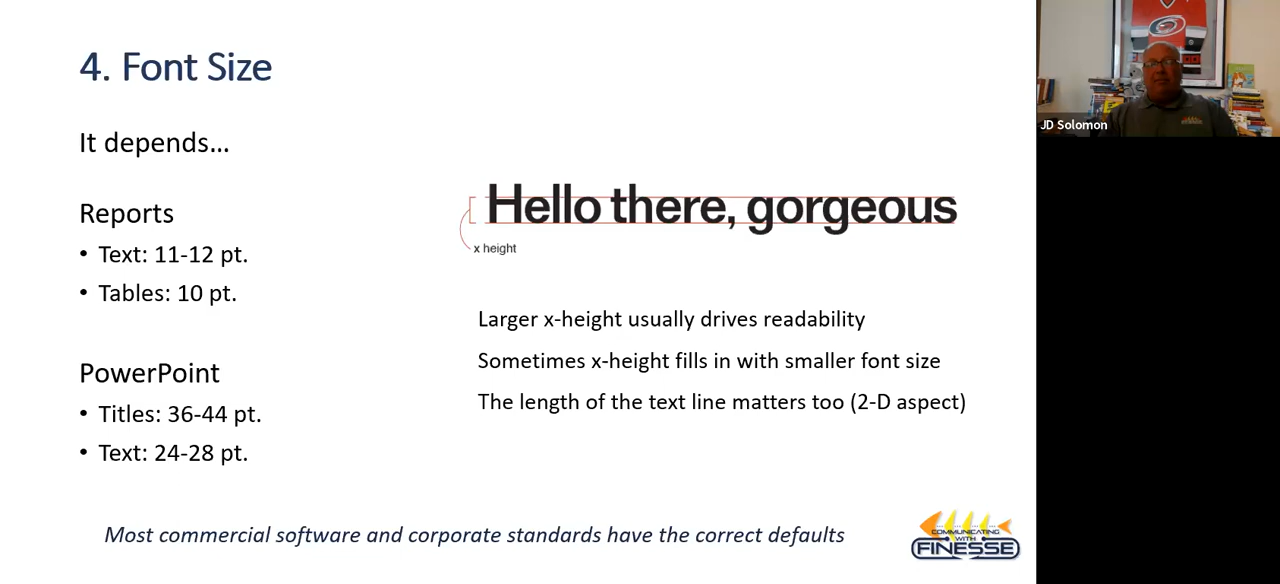 4. Font Size
It depends...
Reports
• Text: 11-12 pt.
• Tables: 10 pt.
PowerPoint
• Titles: 36-44 pt.
• Text: 24-28 pt.
Hello there, gorgeous
x height
Larger x-height usually drives readability
Sometimes x-height fills in with smaller font size
The length of the text line matters too (2-D aspect)
Most commercial software and corporate standards have the correct defaults
COMMUNICATING
WITH
FINESSE
JD Solomon